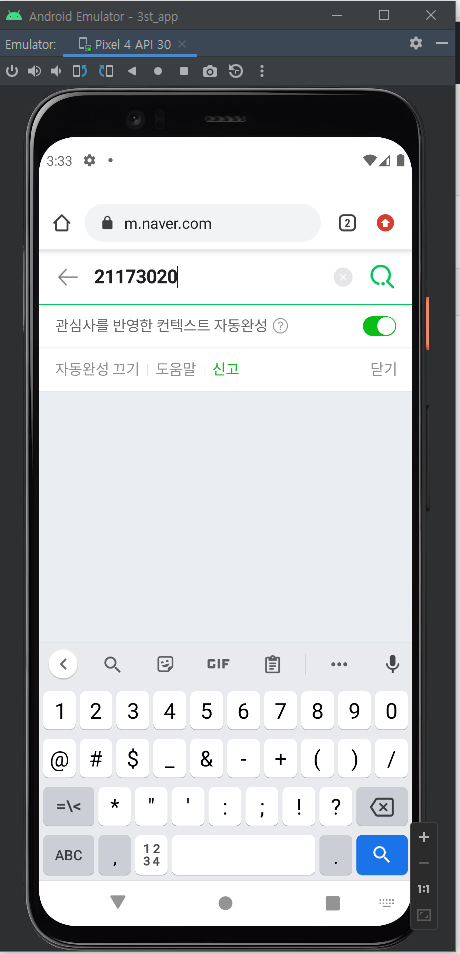 Android Emulator - 3st_app
Emulator: Pixel 4 API 30
3:33
m.naver.com 2
21173020
관심사를 반영한 컨텍스트 자동완성 ?
자동완성 끄기 도움말 신고 닫기
GIF
1 2 3 4 5 6 7 8 9 0
@ # $ _ & - + ( ) /
=\< * " ' : ; ! ?
ABC , 12 34 .
1:1